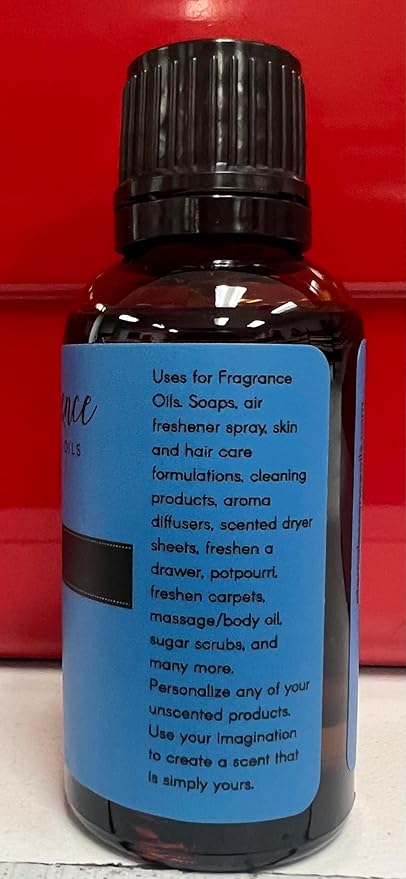 OILS
Uses for Fragrance
Oils. Soaps, air
freshener spray, skin
and hair care
formulations, cleaning
products, aroma
diffusers, scented dryer
sheets, freshen a
drawer, potpourri,
freshen carpets,
massage/body oil,
sugar scrubs, and
many more.
Personalize any of your
unscented products.
Use your imagination
to create a scent that
is simply yours.